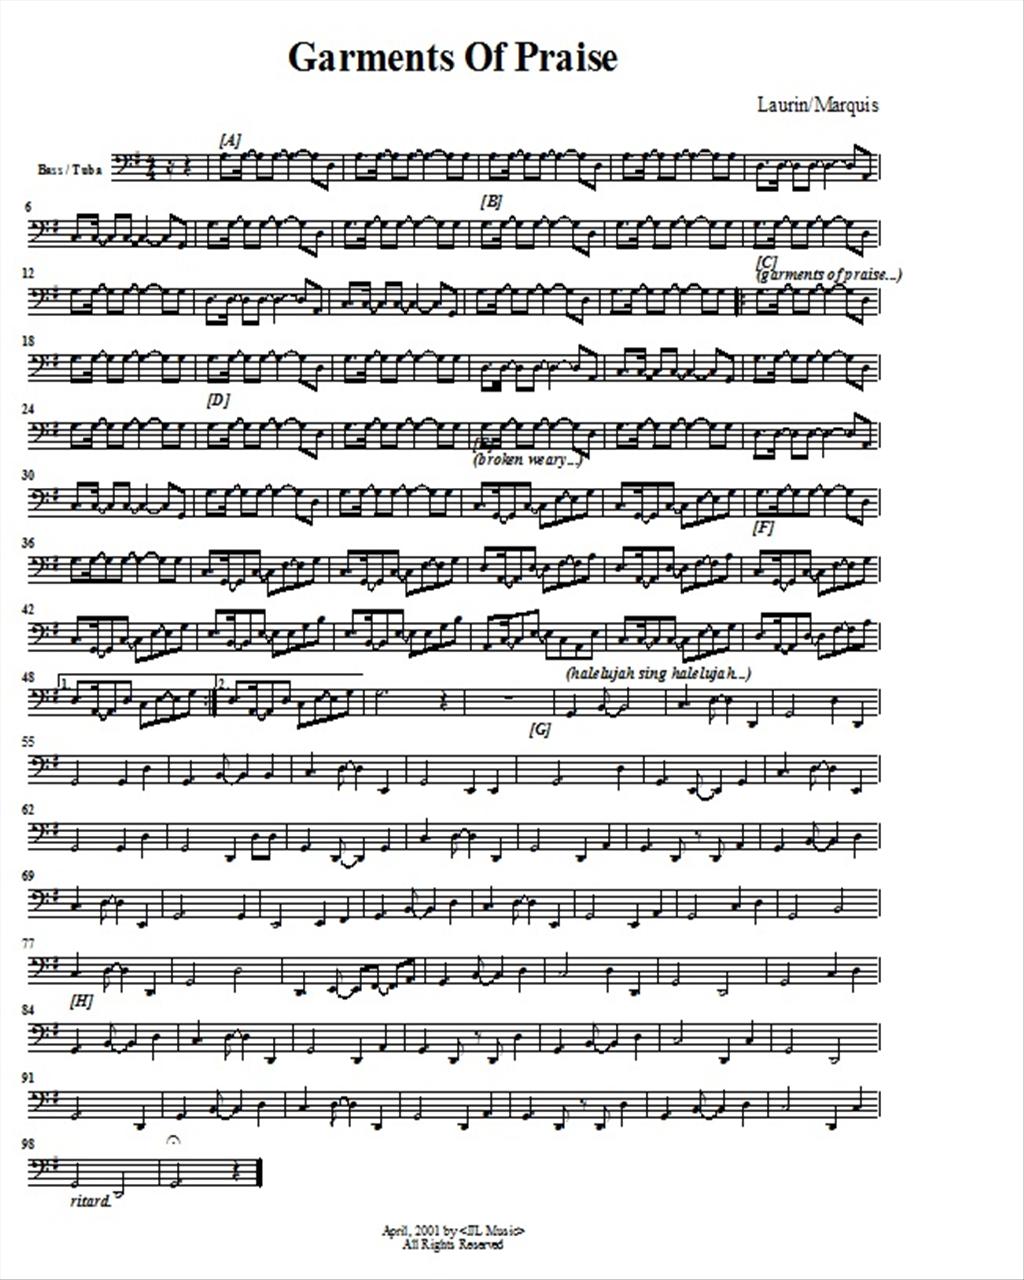 Garments Of Praise
Laurin/Marquis
[A]
Bass / Tuba
6
[B]
12
[C]
(garments of praise...)
18
24
[D]
(broken weary...)
30
36
[F]
42
48
1.
2.
(halelujah sing halelujah...)
55
[G]
62
69
77
84
[H]
91
98
ritard.
April, 2001 by <JJL Music>
All Rights Reserved